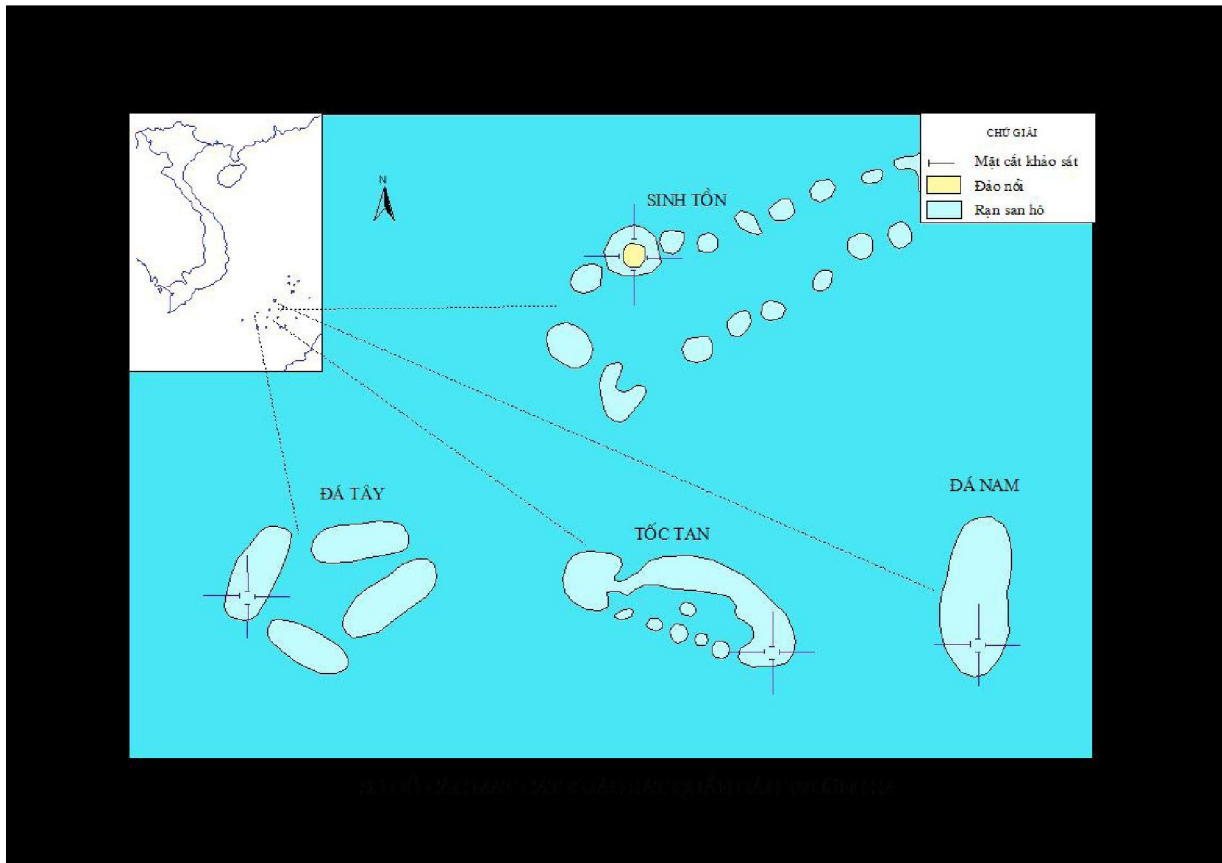 CHÚ GIẢI
Mặt cắt khảo sát
Đảo nổi
Rạn san hô
N
SINH TỒN
ĐÁ TÂY
TỐC TAN
ĐÁ NAM